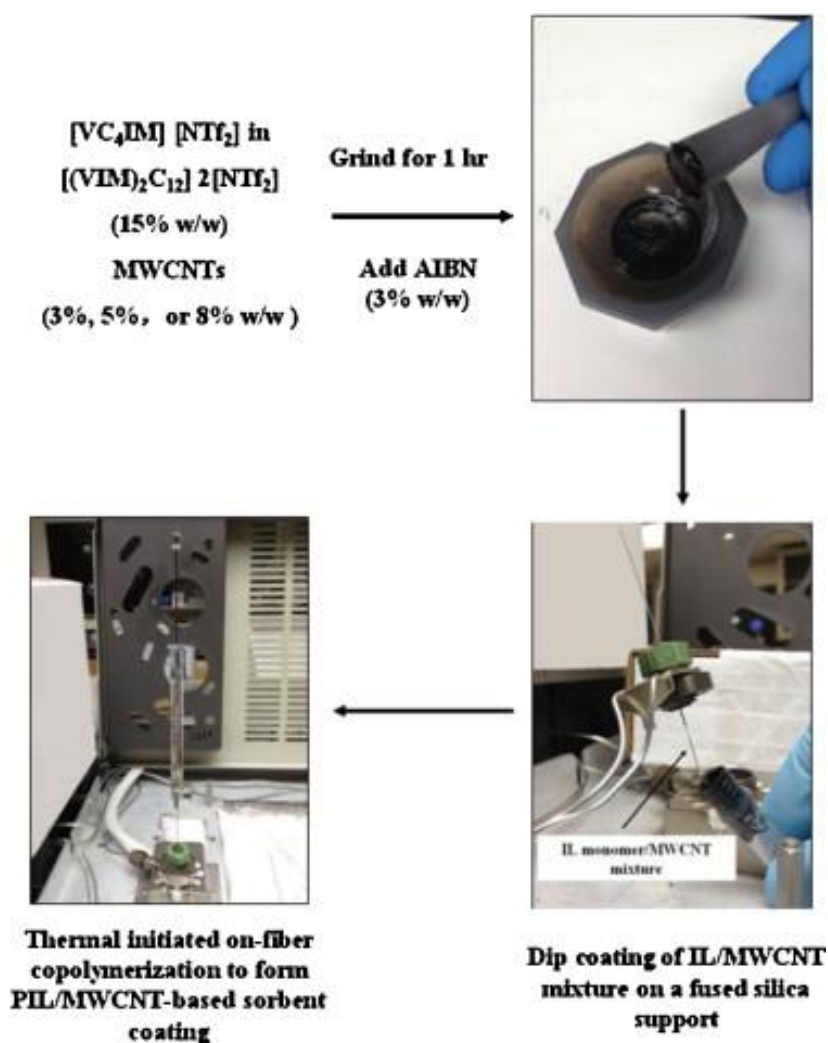 [VC₄IM] [NTf₂] in
[(VIM)₂C₁₂] 2[NTf₂]
(15% w/w)
MWCNTs
(3%, 5%, or 8% w/w )
Grind for 1 hr
Add AIBN
(3% w/w)
IL monomer/MWCNT
mixture
Dip coating of IL/MWCNT
mixture on a fused silica
support
Thermal initiated on-fiber
copolymerization to form
PIL/MWCNT-based sorbent
coating